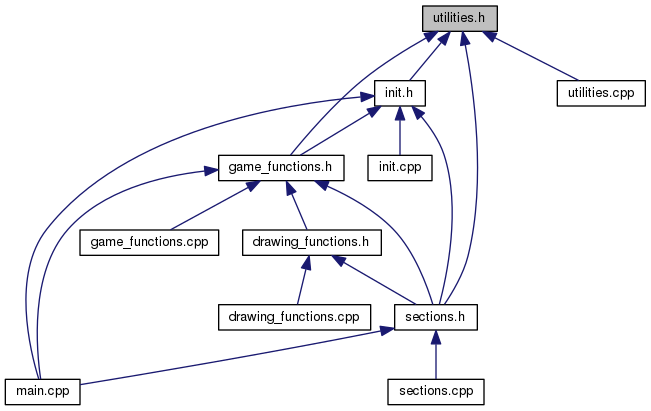 utilities.h
init.h
utilities.cpp
game_functions.h
init.cpp
game_functions.cpp
drawing_functions.h
drawing_functions.cpp
sections.h
main.cpp
sections.cpp